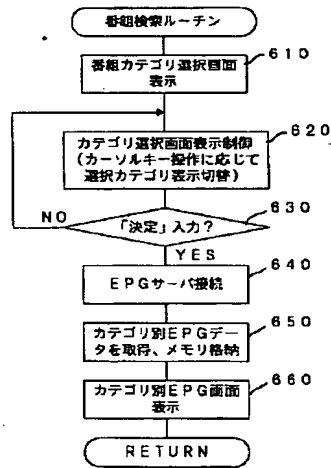 番組検索ルーチン
610
番組カテゴリ選択画面
表示
620
カテゴリ選択画面表示制御
(カーソルキー操作に応じて
選択カテゴリ表示切替)
630
NO
「決定」入力?
YES
640
EPGサーバ接続
650
カテゴリ別EPGデー
タを取得、メモリ格納
660
カテゴリ別EPG画面
表示
RETURN